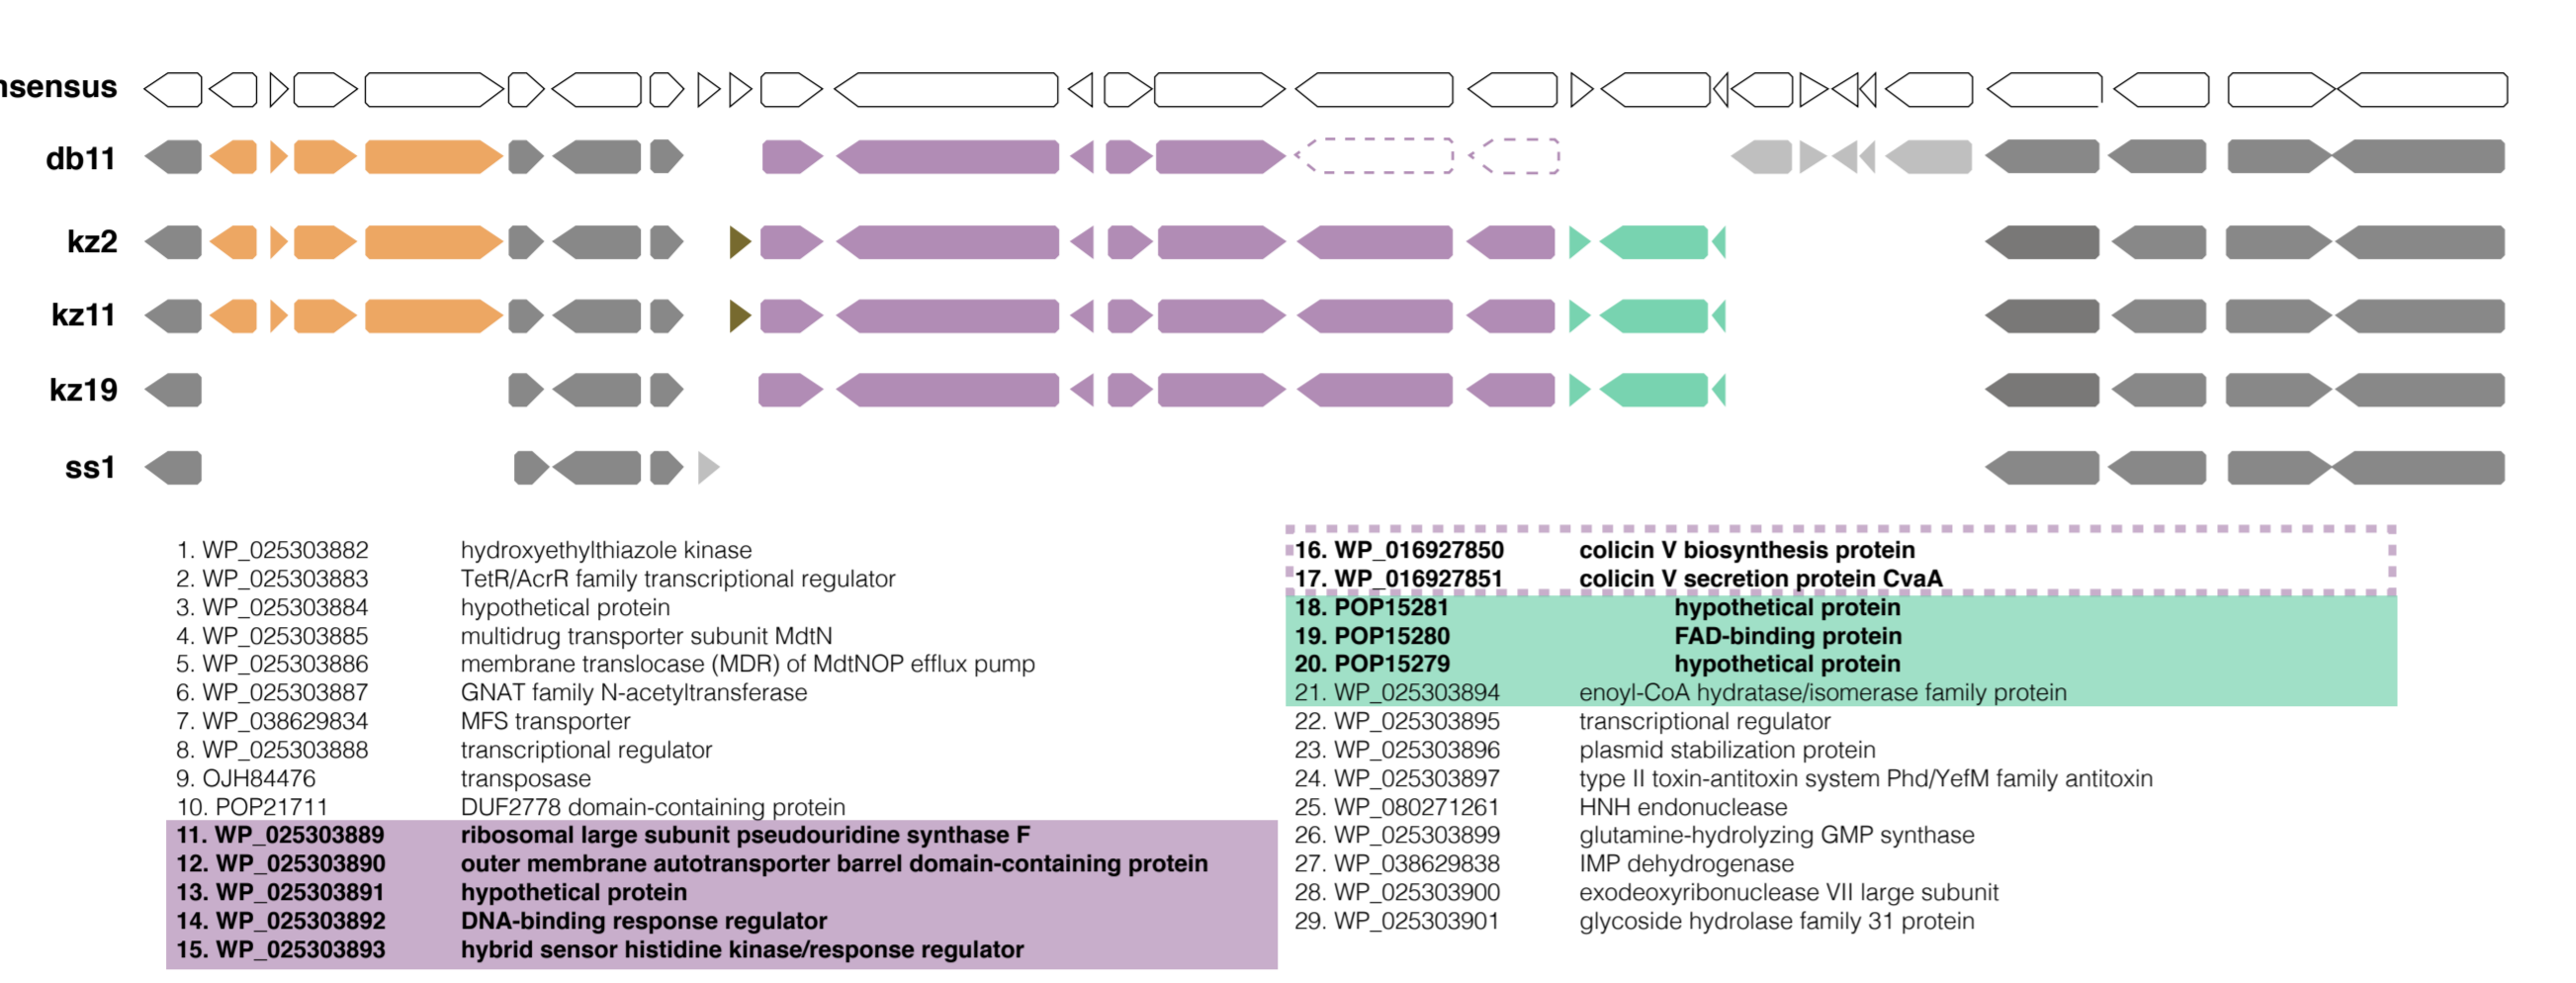 nsensus
db11
kz2
kz11
kz19
ss1
1. WP_025303882 hydroxyethylthiazole kinase
2. WP_025303883 TetR/AcrR family transcriptional regulator
3. WP_025303884 hypothetical protein
4. WP_025303885 multidrug transporter subunit MdtN
5. WP_025303886 membrane translocase (MDR) of MdtNOP efflux pump
6. WP_025303887 GNAT family N-acetyltransferase
7. WP_038629834 MFS transporter
8. WP_025303888 transcriptional regulator
9. OJH84476 transposase
10. POP21711 DUF2778 domain-containing protein
11. WP_025303889 ribosomal large subunit pseudouridine synthase F
12. WP_025303890 outer membrane autotransporter barrel domain-containing protein
13. WP_025303891 hypothetical protein
14. WP_025303892 DNA-binding response regulator
15. WP_025303893 hybrid sensor histidine kinase/response regulator
16. WP_016927850 colicin V biosynthesis protein
17. WP_016927851 colicin V secretion protein CvaA
18. POP15281 hypothetical protein
19. POP15280 FAD-binding protein
20. POP15279 hypothetical protein
21. WP_025303894 enoyl-CoA hydratase/isomerase family protein
22. WP_025303895 transcriptional regulator
23. WP_025303896 plasmid stabilization protein
24. WP_025303897 type II toxin-antitoxin system Phd/YefM family antitoxin
25. WP_080271261 HNH endonuclease
26. WP_025303899 glutamine-hydrolyzing GMP synthase
27. WP_038629838 IMP dehydrogenase
28. WP_025303900 exodeoxyribonuclease VII large subunit
29. WP_025303901 glycoside hydrolase family 31 protein